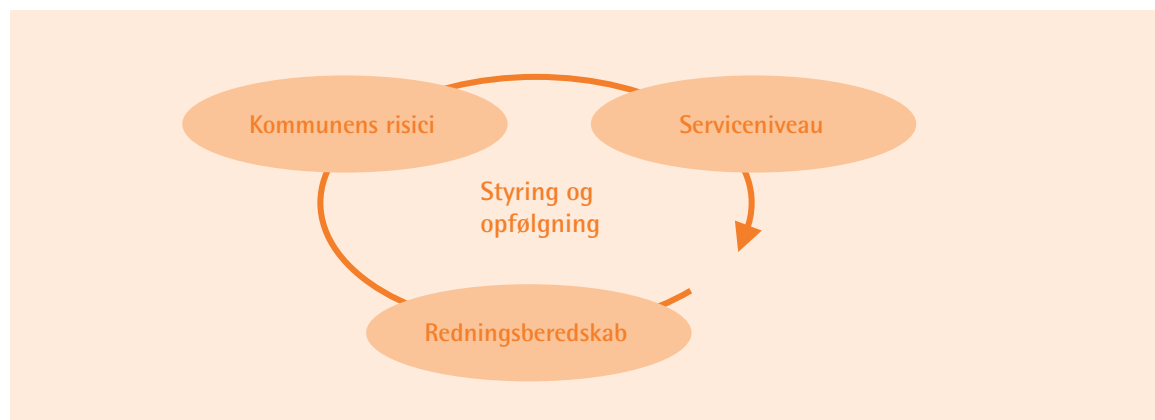 Kommunens risici
Serviceniveau
Styring og
opfølgning
Redningsberedskab